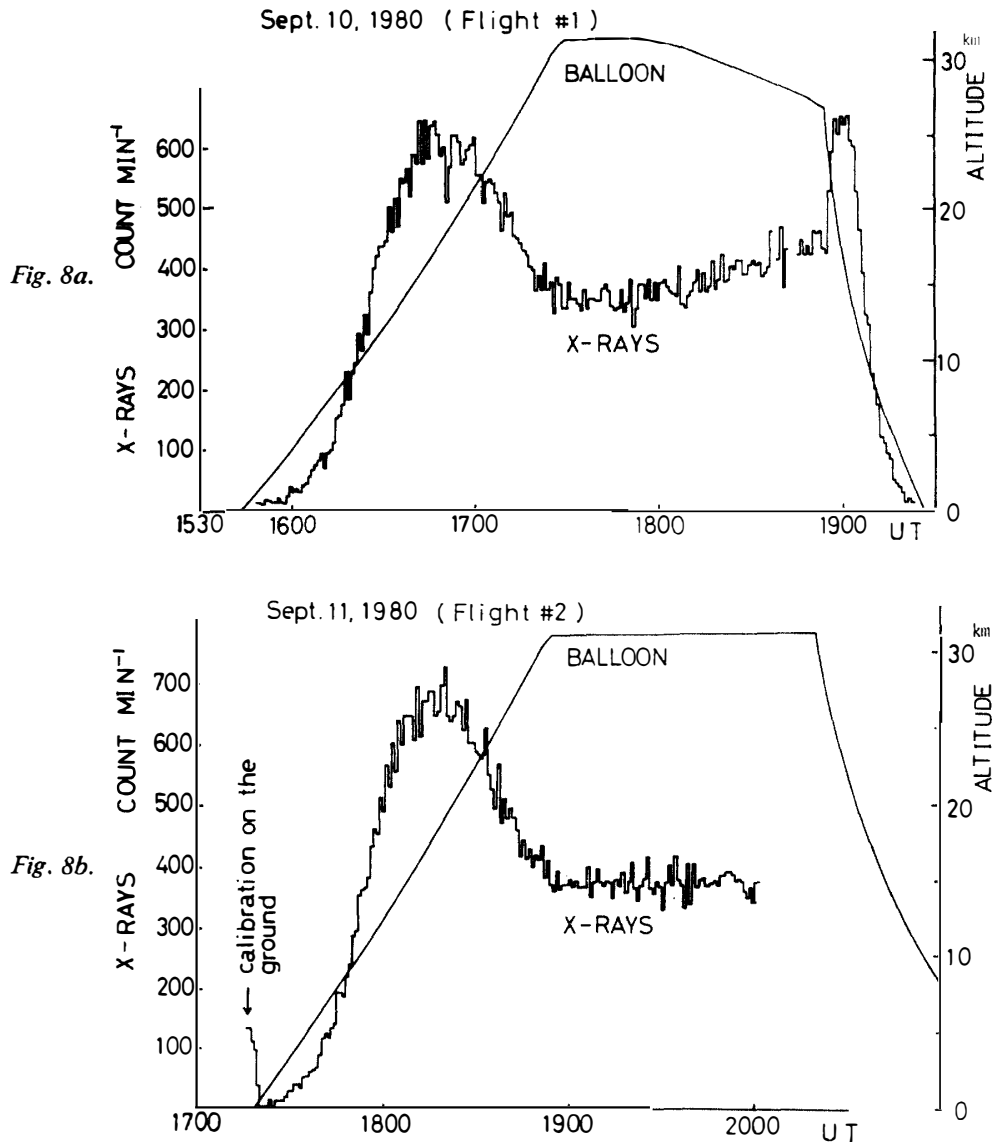 Sept. 10, 1980 ( Flight #1 )
km
30
BALLOON
ALTITUDE
X-RAYS COUNT MIN⁻¹
600
500
400
300
200
100
20
10
0
X-RAYS
Fig. 8a.
1530 1600 1700 1800 1900
UT
Sept. 11, 1980 ( Flight #2 )
km
30
BALLOON
ALTITUDE
X-RAYS COUNT MIN⁻¹
700
600
500
400
300
200
100
20
10
0
calibration on the
ground
X-RAYS
Fig. 8b.
1700 1800 1900 2000
UT